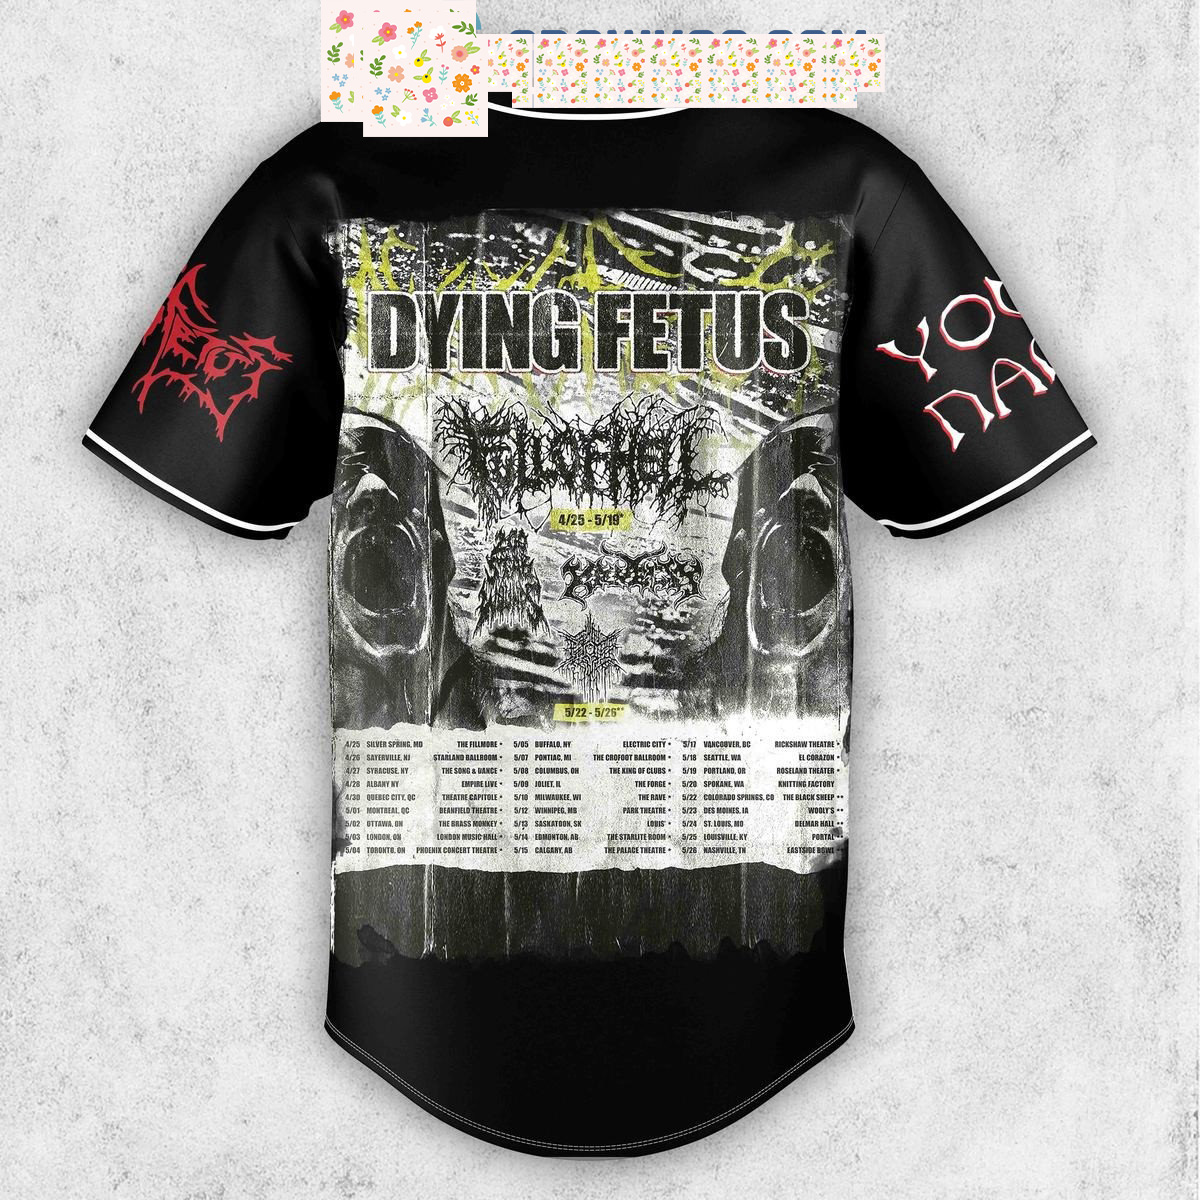 DYING FETUS
FULL OF HELL
4/25 - 5/19*
5/22 - 5/26**
4/25 SILVER SPRING, MD THE FILLMORE *
4/26 SAYERVILLE, NJ STARLAND BALLROOM *
4/27 SYRACUSE, NY THE SONG & DANCE *
4/28 ALBANY NY EMPIRE LIVE *
4/30 QUEBEC CITY, QC THEATRE CAPITOLE *
5/01 MONTREAL, QC BEANFIELD THEATRE *
5/02 OTTAWA, ON THE BRASS MONKEY *
5/03 LONDON, ON LONDON MUSIC HALL *
5/04 TORONTO, ON PHOENIX CONCERT THEATRE *
5/05 BUFFALO, NY ELECTRIC CITY *
5/07 PONTIAC, MI THE CROFOOT BALLROOM *
5/08 COLUMBUS, OH THE KING OF CLUBS *
5/09 JOLIET, IL THE FORGE *
5/10 MILWAUKEE, WI THE RAVE *
5/12 WINNIPEG, MB PARK THEATRE *
5/13 SASKATOON, SK LOUIS'
5/14 EDMONTON, AB THE STARLITE ROOM *
5/15 CALGARY, AB THE PALACE THEATRE *
5/17 VANCOUVER, BC RICKSHAW THEATRE *
5/18 SEATTLE, WA EL CORAZON *
5/19 PORTLAND, OR ROSELAND THEATER *
5/20 SPOKANE, WA KNITTING FACTORY
5/22 COLORADO SPRINGS, CO THE BLACK SHEEP **
5/23 DES MOINES, IA WOOLY'S **
5/24 ST. LOUIS, MO DELMAR HALL **
5/25 LOUISVILLE, KY PORTAL **
5/26 NASHVILLE, TN EASTSIDE BOWL **